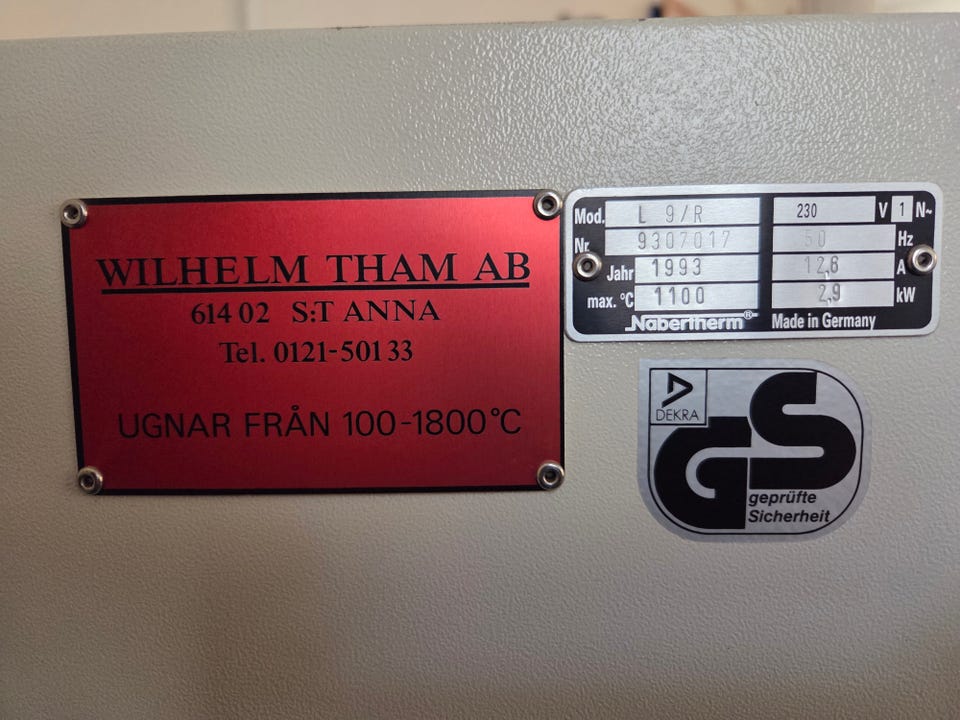 WILHELM THAM AB
614 02 S:T ANNA
Tel. 0121-501 33
UGNAR FRÅN 100-1800°C
Mod. L 9/R 230 V 1 N~
Nr. 9307017 50 Hz
Jahr 1993 12,6 A
max. °C 1100 2,9 kW
Nabertherm® Made in Germany
DEKRA
GS
geprüfte
Sicherheit